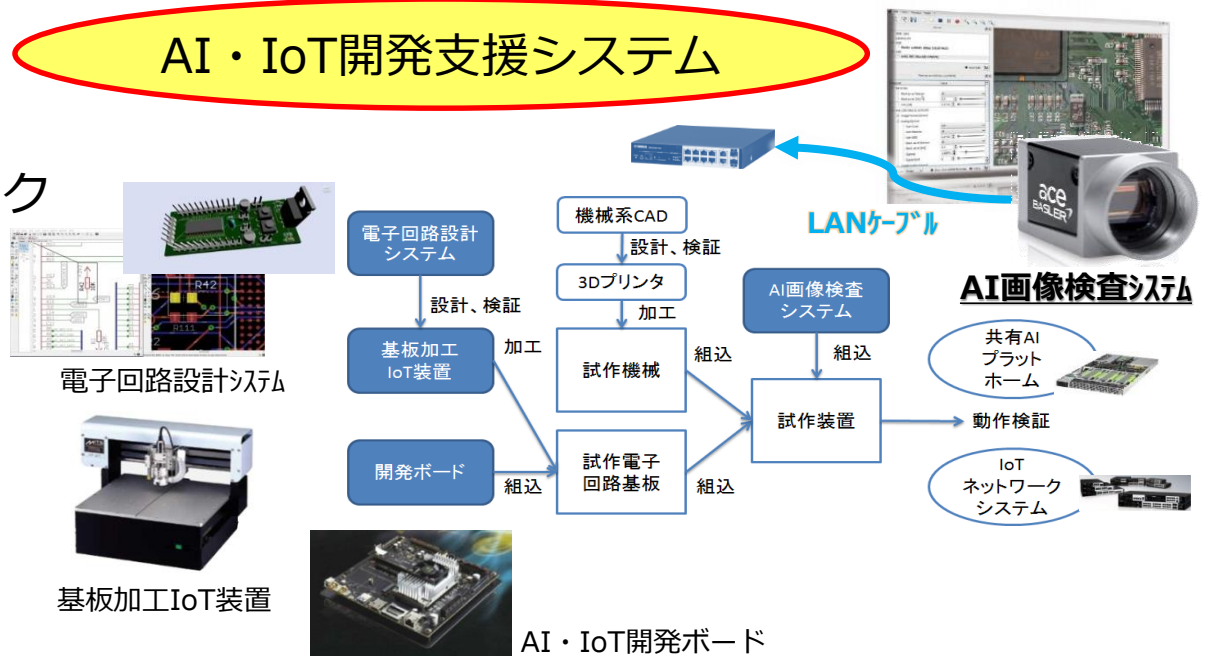 AI・IoT開発支援システム
ク
LANｹｰﾌﾞﾙ
ace
BASLER
AI画像検査ｼｽﾃﾑ
R42
R111
電子回路設計ｼｽﾃﾑ
基板加工IoT装置
AI・IoT開発ボード
電子回路設計
システム
設計、検証
基板加工
IoT装置
加工
開発ボード
組込
機械系CAD
設計、検証
3Dプリンタ
加工
試作機械
組込
試作電子
回路基板
組込
AI画像検査
システム
組込
試作装置
動作検証
共有AI
プラット
ホーム
IoT
ネットワーク
システム